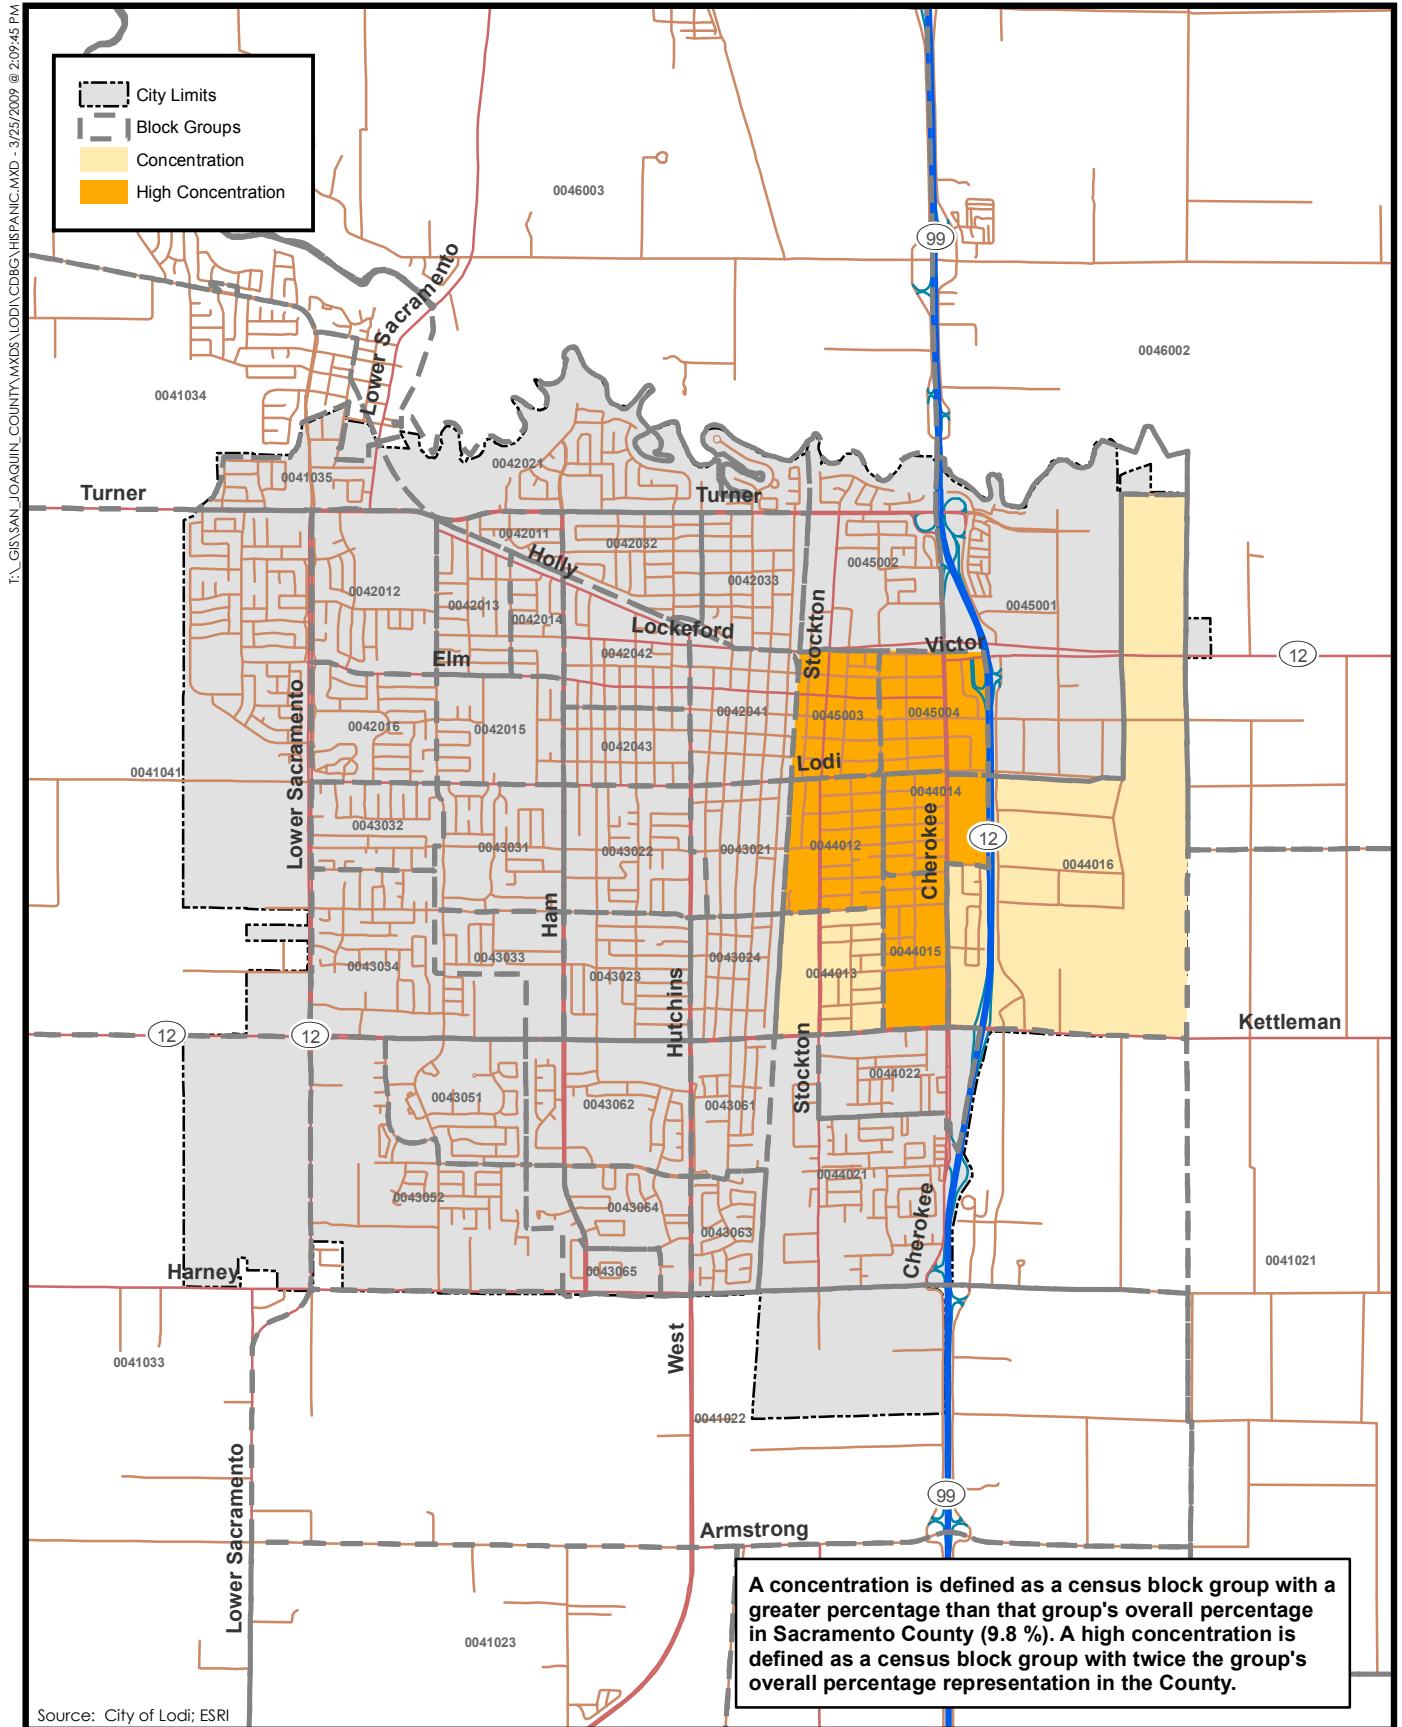 T:\_GIS\SAN_JOAQUIN_COUNTY\MXDS\LODI\CDBG\HISPANIC.MXD - 3/25/2009 @ 2:09:45 PM
City Limits
Block Groups
Concentration
High Concentration
0046003
99
Lower Sacramento
0046002
0041034
0042021
0041035
Turner
Turner
0042011
0042032
Holly
0045002
0042033
0042012
0042013
0045001
0042014
Stockton
Lockeford
Victor
0042042
Elm
12
Lower Sacramento
0042041
0045003
0045004
0042016
0042015
0042043
Lodi
0041041
0044014
0043032
Cherokee
12
0043031
0043022
0043021
0044012
0044016
Ham
0044015
0043033
0043024
0043034
0043023
0044013
Hutchins
Kettleman
12
12
Stockton
0044022
0043051
0043062
0043061
0044021
0043052
0043064
Cherokee
0043063
0041021
Harney
0043065
West
0041033
0041022
Lower Sacramento
99
Armstrong
0041023
A concentration is defined as a census block group with a
greater percentage than that group's overall percentage
in Sacramento County (9.8 %). A high concentration is
defined as a census block group with twice the group's
overall percentage representation in the County.
Source: City of Lodi; ESRI